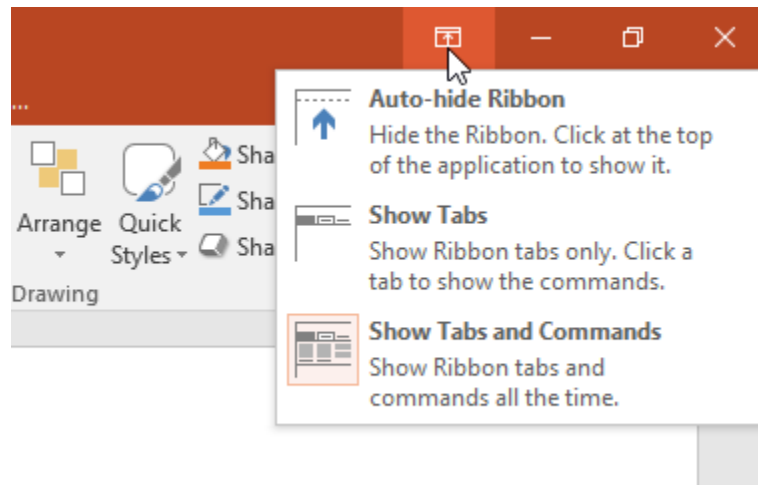 ...
Auto-hide Ribbon
Hide the Ribbon. Click at the top
of the application to show it.
Show Tabs
Show Ribbon tabs only. Click a
tab to show the commands.
Show Tabs and Commands
Show Ribbon tabs and
commands all the time.
Arrange
Quick
Styles
Sha
Sha
Sha
Drawing